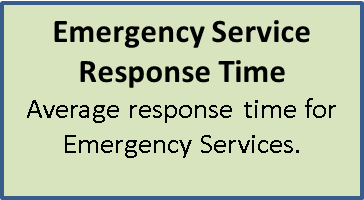 Emergency Service
Response Time
Average response time for
Emergency Services.